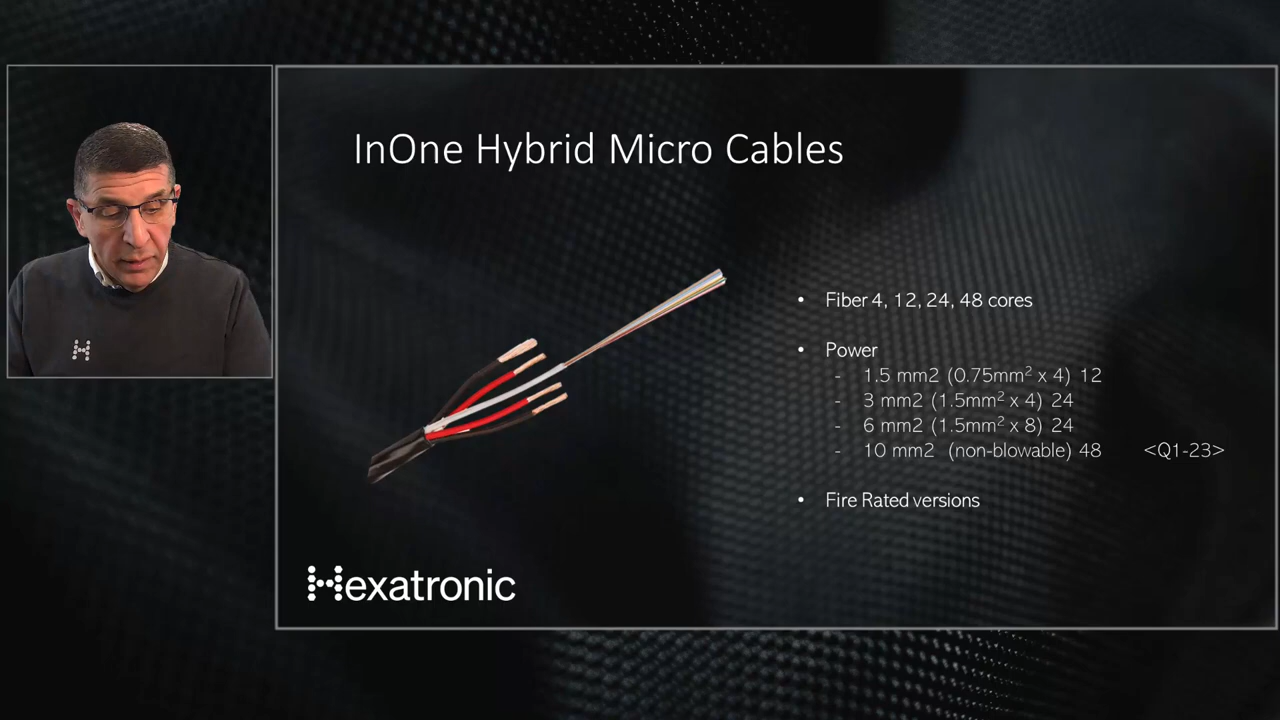 InOne Hybrid Micro Cables
• Fiber 4, 12, 24, 48 cores
• Power
- 1.5 mm2 (0.75mm² x 4) 12
- 3 mm2 (1.5mm² x 4) 24
- 6 mm2 (1.5mm² x 8) 24
- 10 mm2 (non-blowable) 48 <Q1-23>
• Fire Rated versions
Hexatronic
H